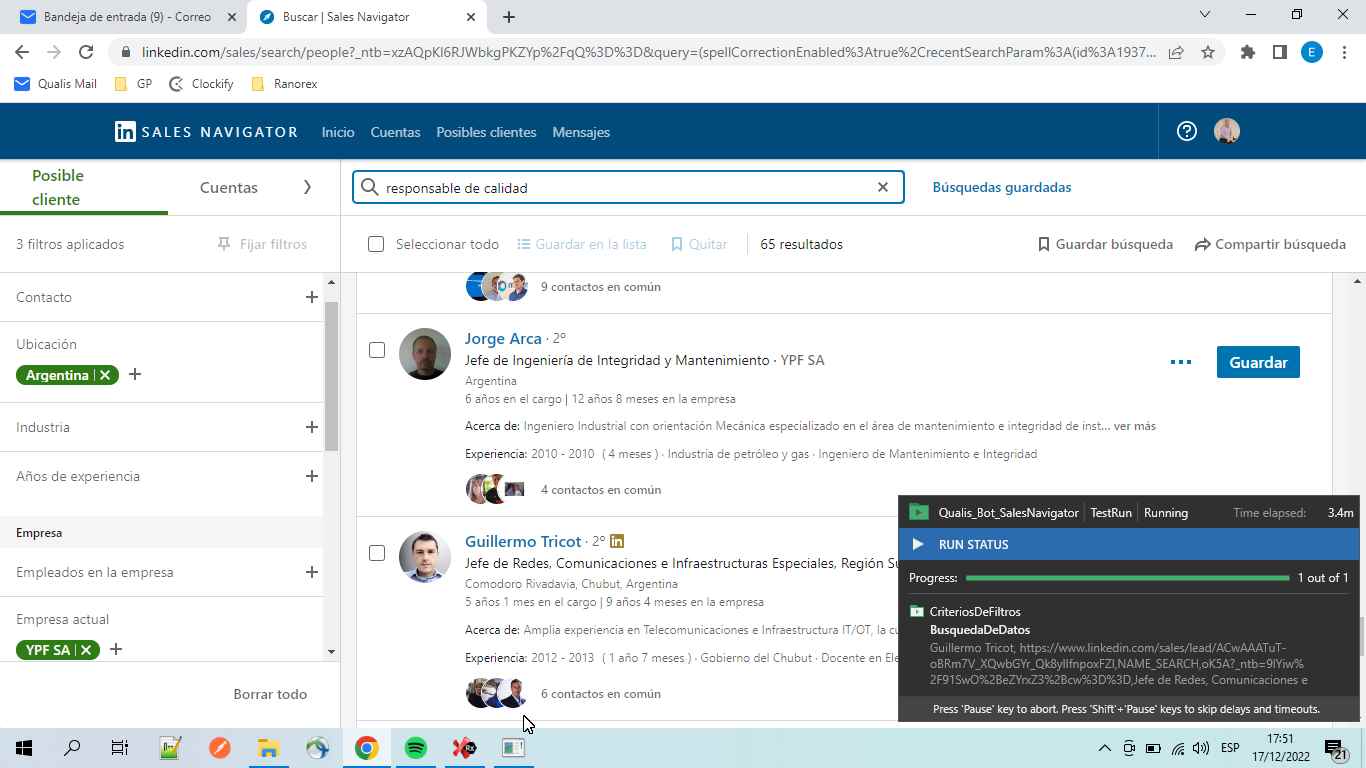 Bandeja de entrada (9) - Correo
Buscar | Sales Navigator
linkedin.com/sales/search/people?_ntb=xzAQpKl6RJWbkgPKZYp%2FqQ%3D%3D&query=(spellCorrectionEnabled%3Atrue%2CrecentSearchParam%3A(id%3A1937...
E
Qualis Mail
GP
Clockify
Ranorex
in SALES NAVIGATOR
Inicio
Cuentas
Posibles clientes
Mensajes
Posible cliente
Cuentas
responsable de calidad
Búsquedas guardadas
3 filtros aplicados
Fijar filtros
Seleccionar todo
Guardar en la lista
Quitar
65 resultados
Guardar búsqueda
Compartir búsqueda
Contacto
Ubicación
Argentina
Industria
Años de experiencia
Empresa
Empleados en la empresa
Empresa actual
YPF SA
Borrar todo
9 contactos en común
Jorge Arca · 2º
Jefe de Ingeniería de Integridad y Mantenimiento · YPF SA
Argentina
6 años en el cargo | 12 años 8 meses en la empresa
Acerca de: Ingeniero Industrial con orientación Mecánica especializado en el área de mantenimiento e integridad de inst... ver más
Experiencia: 2010 - 2010 ( 4 meses ) · Industria de petróleo y gas · Ingeniero de Mantenimiento e Integridad
4 contactos en común
Guardar
Guillermo Tricot · 2º in
Jefe de Redes, Comunicaciones e Infraestructuras Especiales, Región Su
Comodoro Rivadavia, Chubut, Argentina
5 años 1 mes en el cargo | 9 años 4 meses en la empresa
Acerca de: Amplia experiencia en Telecomunicaciones e Infraestructura IT/OT, la cu
Experiencia: 2012 - 2013 ( 1 año 7 meses ) · Gobierno del Chubut · Docente en Ele
6 contactos en común
Qualis_Bot_SalesNavigator
TestRun
Running
Time elapsed:
3.4m
RUN STATUS
Progress:
1 out of 1
CriteriosDeFiltros
BusquedaDeDatos
Guillermo Tricot, https://www.linkedin.com/sales/lead/ACwAAATuT-
oBRm7V_XQwbGYr_Qk8yIlfnpoxFZI,NAME_SEARCH,oK5A?_ntb=9lYiw%
2F91SwO%2BeZYrxZ3%2Bcw%3D%3D,Jefe de Redes, Comunicaciones e
Press 'Pause' key to abort. Press 'Shift'+'Pause' keys to skip delays and timeouts.
Rx
ESP
17:51
17/12/2022
21